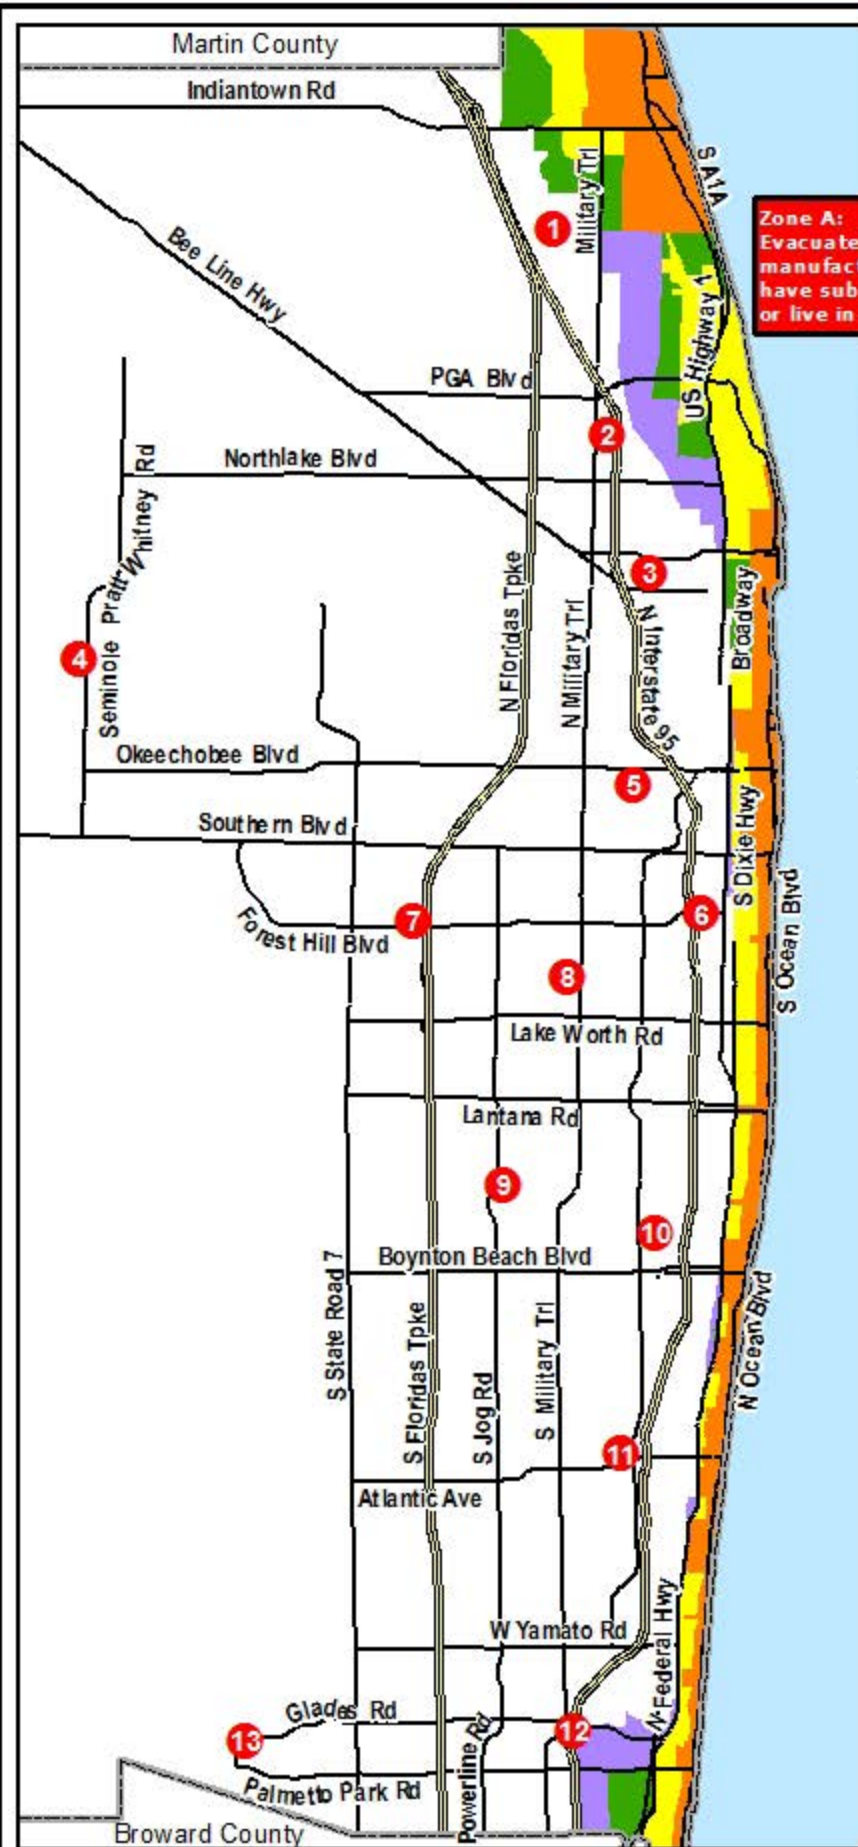 Martin County
Indiantown Rd
Military Trl
S A1A
1
Zone A:
Evacuate
manufact
have sub
or live in
Bee Line Hwy
US Highway 1
PGA Blvd
2
Northlake Blvd
Seminole Pratt Whitney Rd
3
N Floridas Tpke
N Military Trl
N Interstate 95
Broadway
4
Okeechobee Blvd
5
Southern Blvd
S Dixie Hwy
S Ocean Blvd
7
6
Forest Hill Blvd
8
Lake Worth Rd
Lantana Rd
9
10
Boynton Beach Blvd
S State Road 7
S Floridas Tpke
S Jog Rd
S Military Trl
N Ocean Blvd
11
Atlantic Ave
W Yamato Rd
N Federal Hwy
Glades Rd
13
12
Powerline Rd
Palmetto Park Rd
Broward County